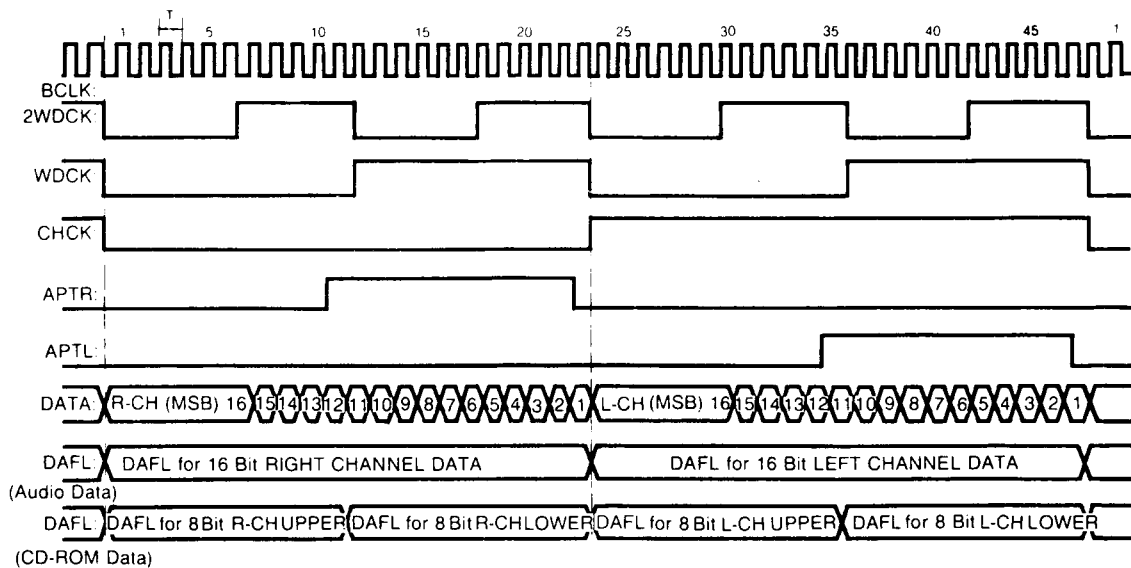 T
1 5 10 15 20 25 30 35 40 45 1
BCLK:
2WDCK:
WDCK:
CHCK:
APTR:
APTL:
DATA: R-CH (MSB) 16 15 14 13 12 11 10 9 8 7 6 5 4 3 2 1 L-CH (MSB) 16 15 14 13 12 11 10 9 8 7 6 5 4 3 2 1
DAFL: DAFL for 16 Bit RIGHT CHANNEL DATA DAFL for 16 Bit LEFT CHANNEL DATA
(Audio Data)
DAFL: DAFL for 8 Bit R-CH UPPER DAFL for 8 Bit R-CH LOWER DAFL for 8 Bit L-CH UPPER DAFL for 8 Bit L-CH LOWER
(CD-ROM Data)